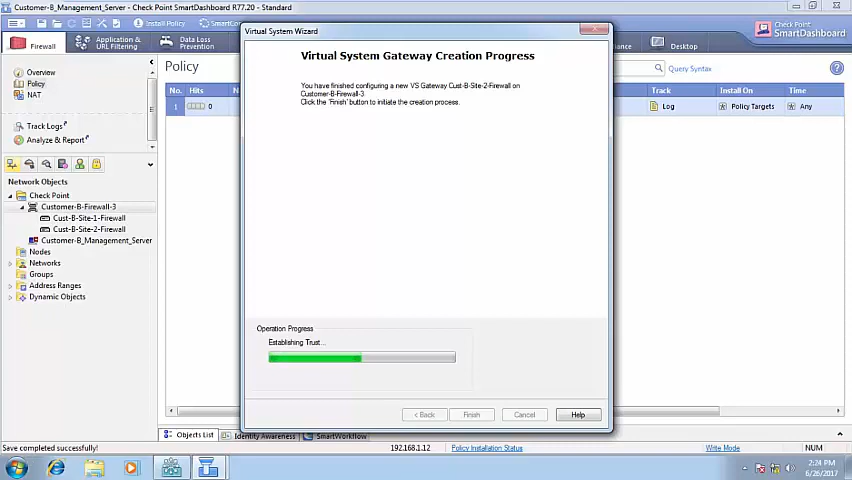 Customer-B_Management_Server - Check Point SmartDashboard R77.20 - Standard
Install Policy
SmartCon
Virtual System Wizard
Check Point
SmartDashboard
Firewall
Application &
URL Filtering
Data Loss
Prevention
liance
Desktop
Overview
Policy
NAT
Track Logs
Analyze & Report
Policy
Query Syntax
No.
Hits
N
Track
Install On
Time
1
0
Log
Policy Targets
Any
Virtual System Gateway Creation Progress
You have finished configuring a new VS Gateway Cust-B-Site-2-Firewall on
Customer-B-Firewall-3
Click the 'Finish' button to initiate the creation process.
Network Objects
Check Point
Customer-B-Firewall-3
Cust-B-Site-1-Firewall
Cust-B-Site-2-Firewall
Customer-B_Management_Server
Nodes
Networks
Groups
Address Ranges
Dynamic Objects
Operation Progress
Establishing Trust...
< Back
Finish
Cancel
Help
Objects List
Identity Awareness
SmartWorkflow
Save completed successfully!
192.168.1.12
Policy Installation Status
Write Mode
NUM
2:24 PM
6/26/2017